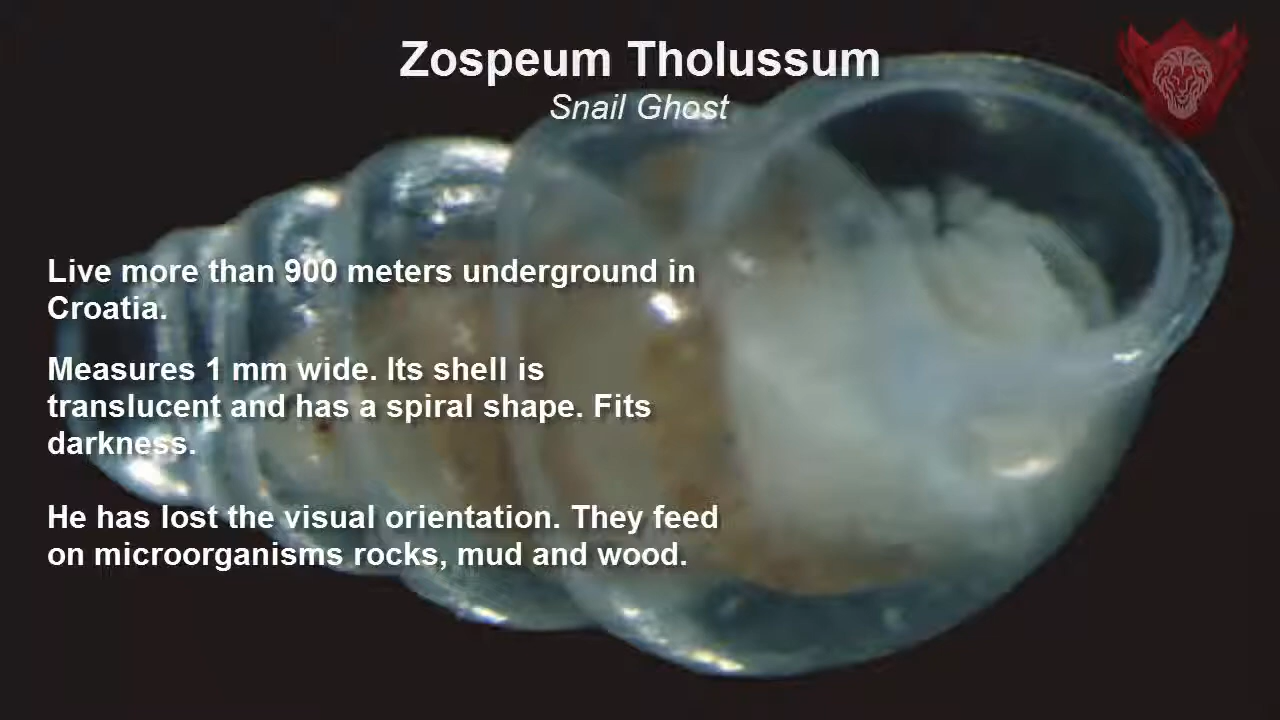 Zospeum Tholussum
Snail Ghost
Live more than 900 meters underground in
Croatia.
Measures 1 mm wide. Its shell is
translucent and has a spiral shape. Fits
darkness.
He has lost the visual orientation. They feed
on microorganisms rocks, mud and wood.